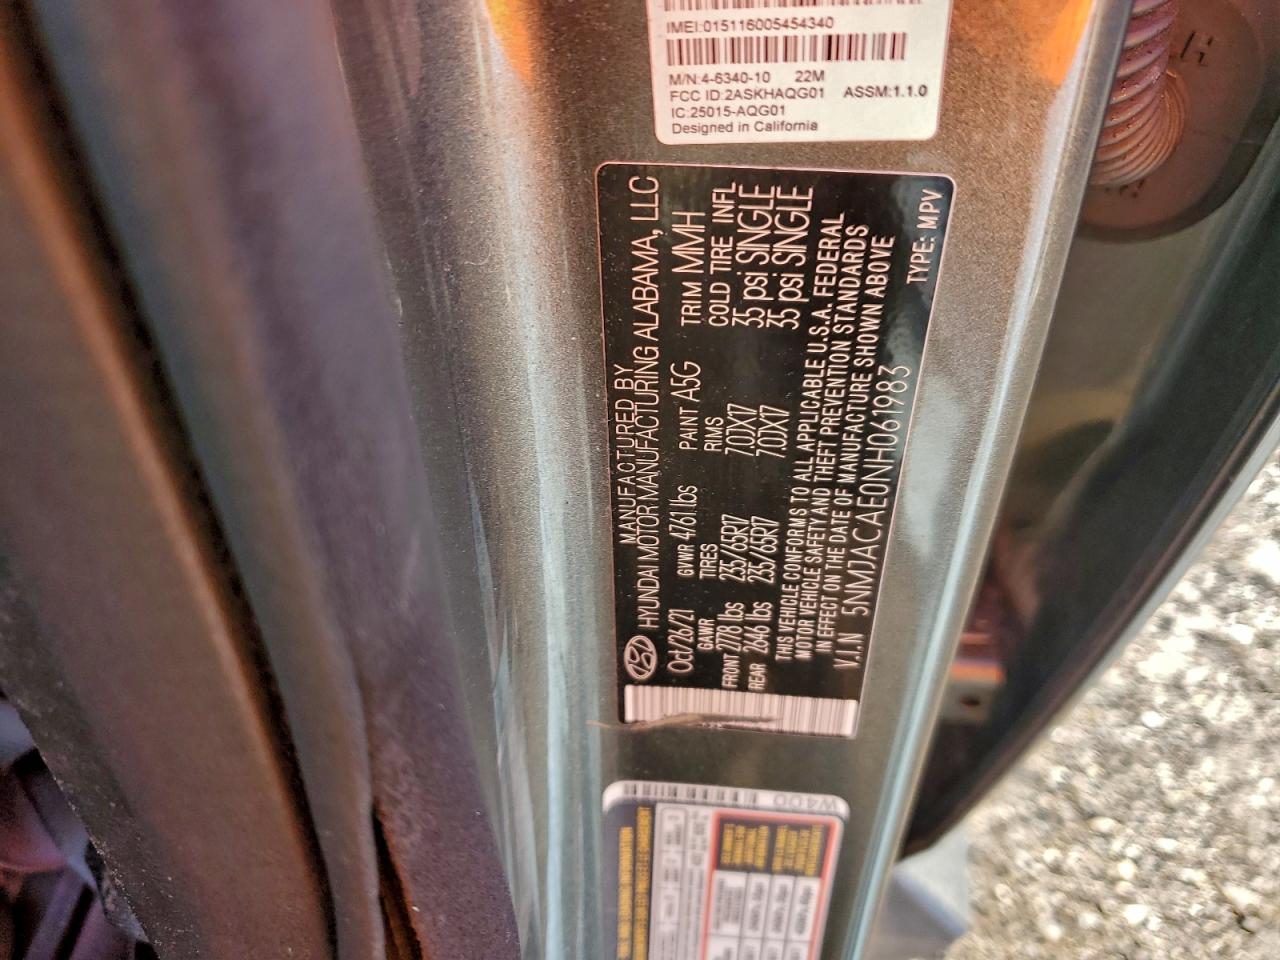 IMEI:015116005454340
M/N:4-6340-10 22M
FCC ID:2ASKHAQG01 ASSM:1.1.0
IC:25015-AQG01
Designed in California
MANUFACTURED BY
HYUNDAI MOTOR MANUFACTURING ALABAMA, LLC
Oct/26/21 GVWR 4761.lbs PAINT A5G TRIM MMH
GAWR TIRES RIMS COLD TIRE INFL
FRONT 2778 lbs 235/65R17 7.0JX17 35 psi SINGLE
REAR 2646 lbs 235/65R17 7.0JX17 35 psi SINGLE
THIS VEHICLE CONFORMS TO ALL APPLICABLE U.S.A. FEDERAL
MOTOR VEHICLE SAFETY AND THEFT PREVENTION STANDARDS
IN EFFECT ON THE DATE OF MANUFACTURE SHOWN ABOVE
V.I.N 5NMJACAE0NH061983 TYPE: MPV
W400